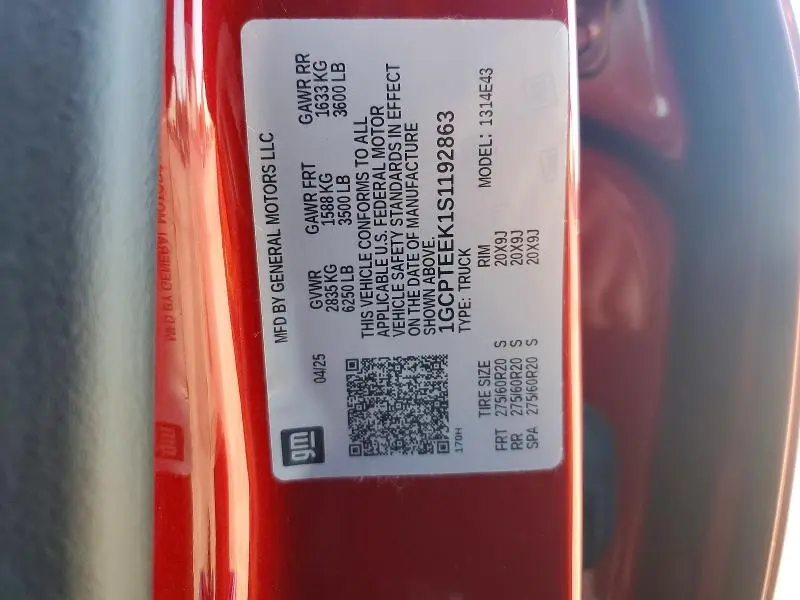 MFD BY GENERAL MOTORS LLC
gm
04/25
GVWR GAWR FRT GAWR RR
2835 KG 1588 KG 1633 KG
6250 LB 3500 LB 3600 LB
THIS VEHICLE CONFORMS TO ALL
APPLICABLE U.S. FEDERAL MOTOR
VEHICLE SAFETY STANDARDS IN EFFECT
ON THE DATE OF MANUFACTURE
SHOWN ABOVE.
1GCPTEEK1S1192863
170H
TYPE: TRUCK MODEL: 1314E43
TIRE SIZE RIM
FRT 275/60R20 S 20X9J
RR 275/60R20 S 20X9J
SPA 275/60R20 S 20X9J